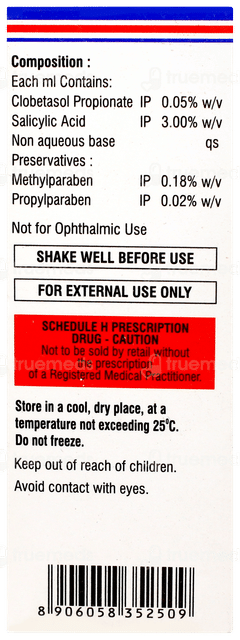 Composition :
Each ml Contains:
Clobetasol Propionate IP 0.05% w/v
Salicylic Acid IP 3.00% w/v
Non aqueous base qs
Preservatives :
Methylparaben IP 0.18% w/v
Propylparaben IP 0.02% w/v
Not for Ophthalmic Use
SHAKE WELL BEFORE USE
FOR EXTERNAL USE ONLY
SCHEDULE H PRESCRIPTION
DRUG - CAUTION
Not to be sold by retail without
the prescription
of a Registered Medical Practitioner.
Store in a cool, dry place, at a
temperature not exceeding 25°C.
Do not freeze.
Keep out of reach of children.
Avoid contact with eyes.
8 906058 352509